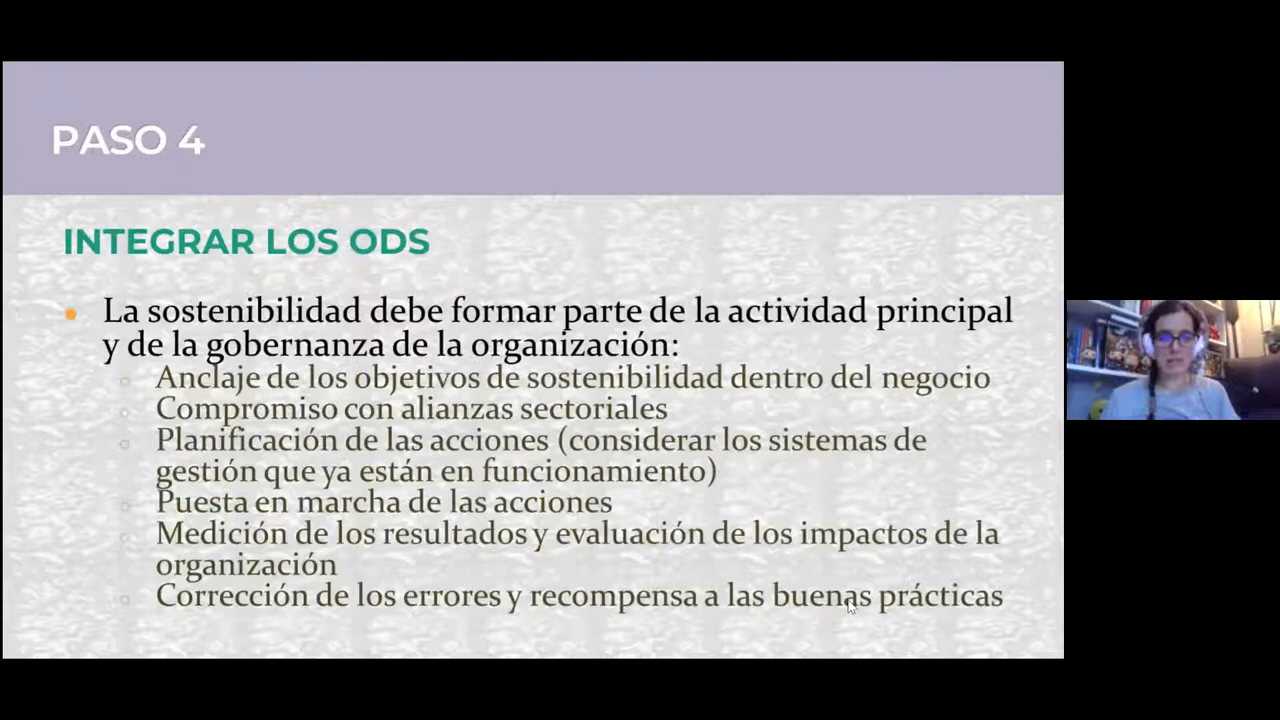 PASO 4
INTEGRAR LOS ODS
La sostenibilidad debe formar parte de la actividad principal
y de la gobernanza de la organización:
Anclaje de los objetivos de sostenibilidad dentro del negocio
Compromiso con alianzas sectoriales
Planificación de las acciones (considerar los sistemas de
gestión que ya están en funcionamiento)
Puesta en marcha de las acciones
Medición de los resultados y evaluación de los impactos de la
organización
Corrección de los errores y recompensa a las buenas prácticas